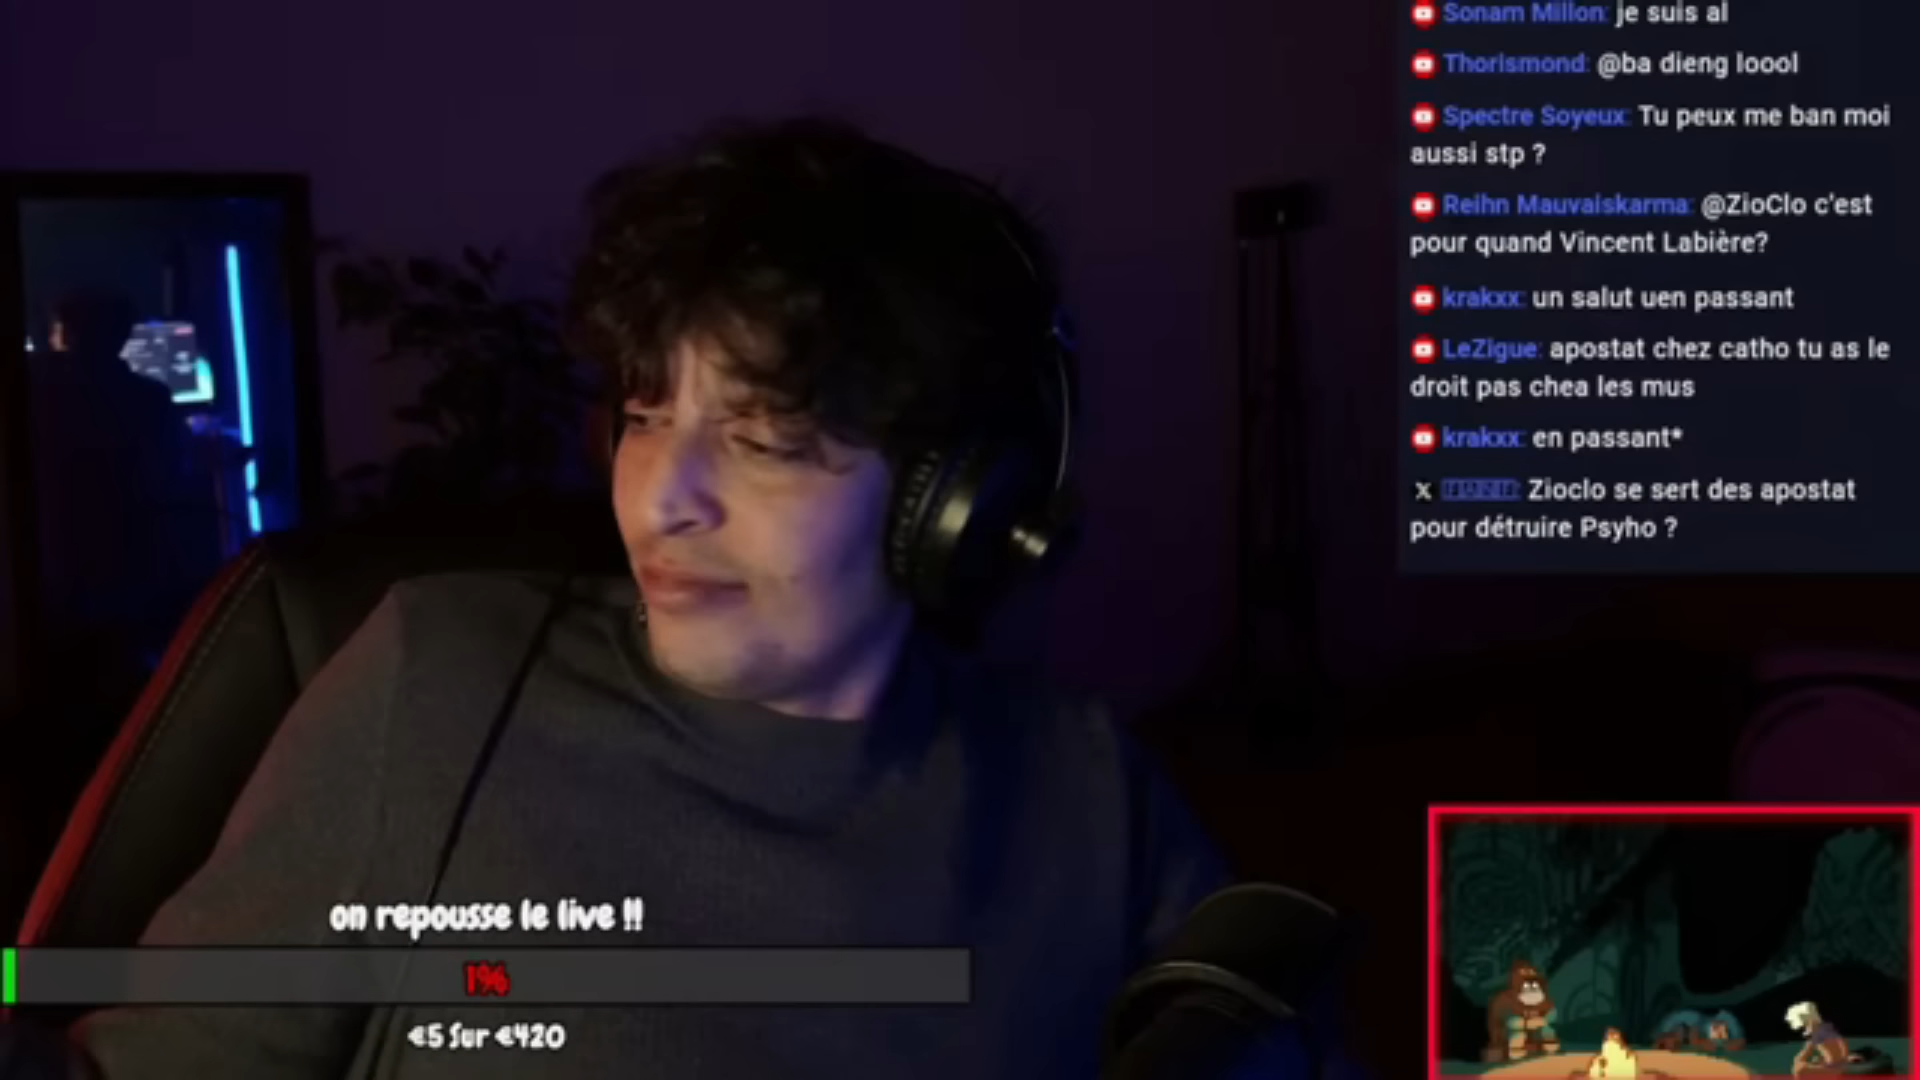 Sonam Millon: je suis al
Thorismond: @ba dieng loool
Spectre Soyeux: Tu peux me ban moi
aussi stp ?
Reihn Mauvaiskarma: @ZioClo c'est
pour quand Vincent Labière?
krakxx: un salut uen passant
LeZigue: apostat chez catho tu as le
droit pas chea les mus
krakxx: en passant*
Zioclo se sert des apostat
pour détruire Psyho ?
on repousse le live !!
1%
€5 Sur €420